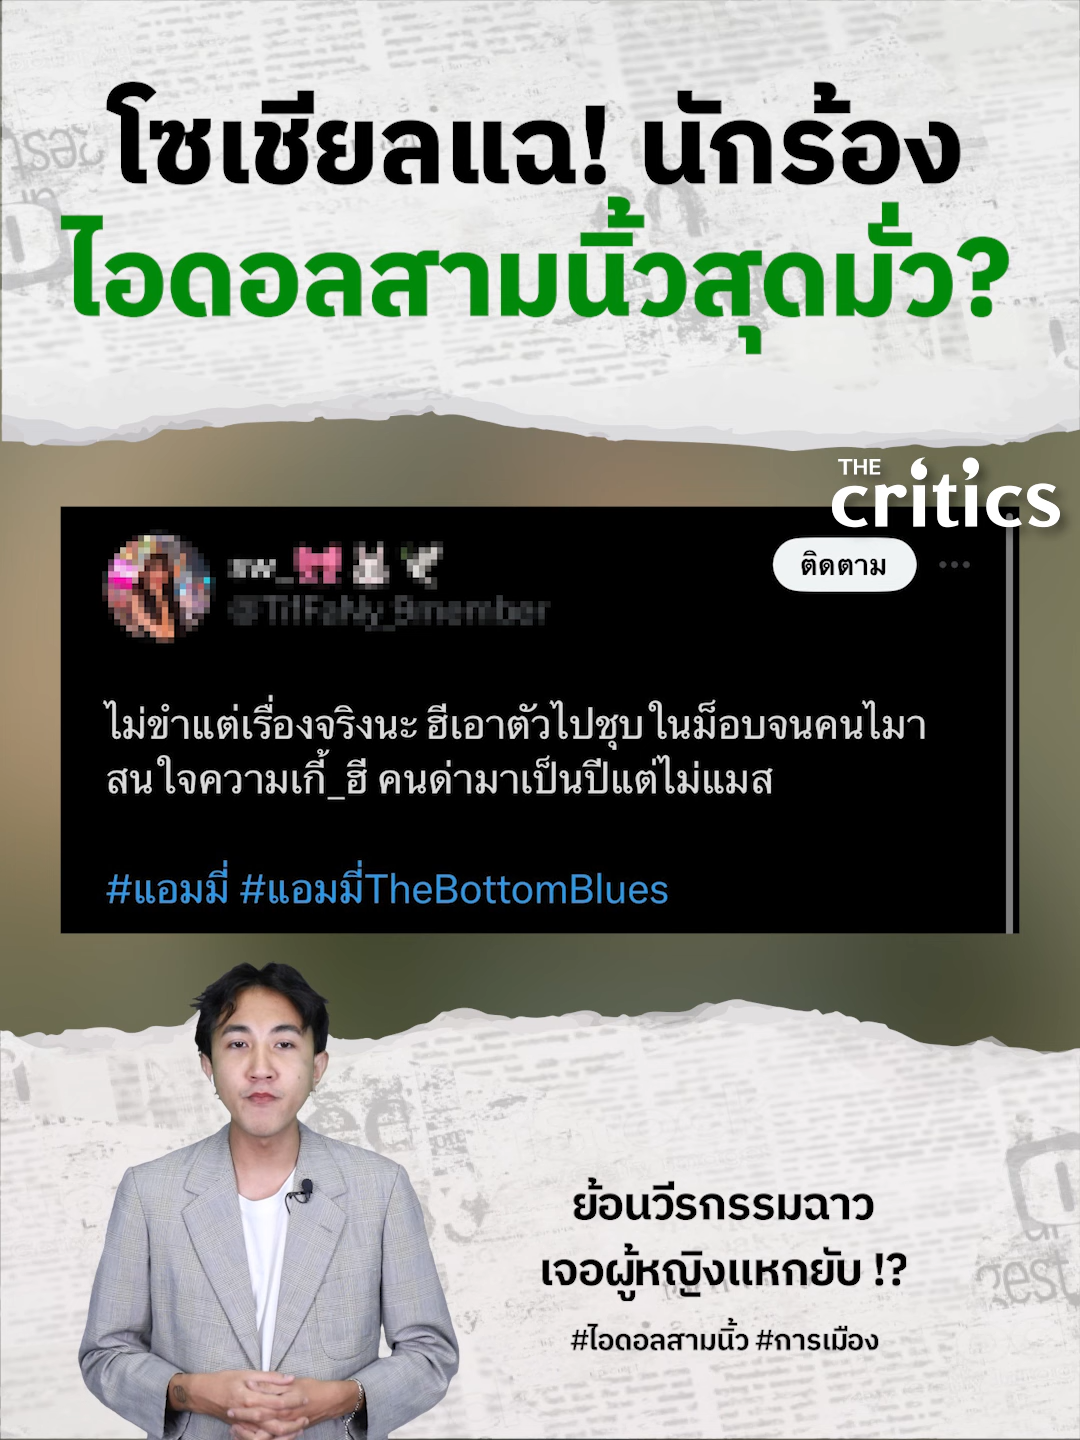 โซเชียลแฉ! นักร้อง
ไอดอลสามนิ้วสุดมั่ว?
THE
critics
ติดตาม
ไม่ขำแต่เรื่องจริงนะ ฮีเอาตัวไปชุบ ในม็อบจนคนไมา
สนใจความเกี้_ฮี คนด่ามาเป็นปีแต่ไม่แมส
#แอมมี่ #แอมมี่TheBottomBlues
ย้อนวีรกรรมฉาว
เจอผู้หญิงแหกยับ !?
#ไอดอลสามนิ้ว #การเมือง